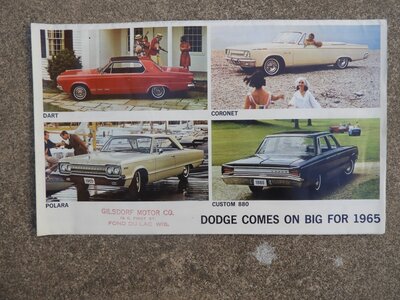 DART
CORONET
POLARA
CUSTOM 880
GILSDORF MOTOR CO.
FOND DU LAC, WIS.
DODGE COMES ON BIG FOR 1965